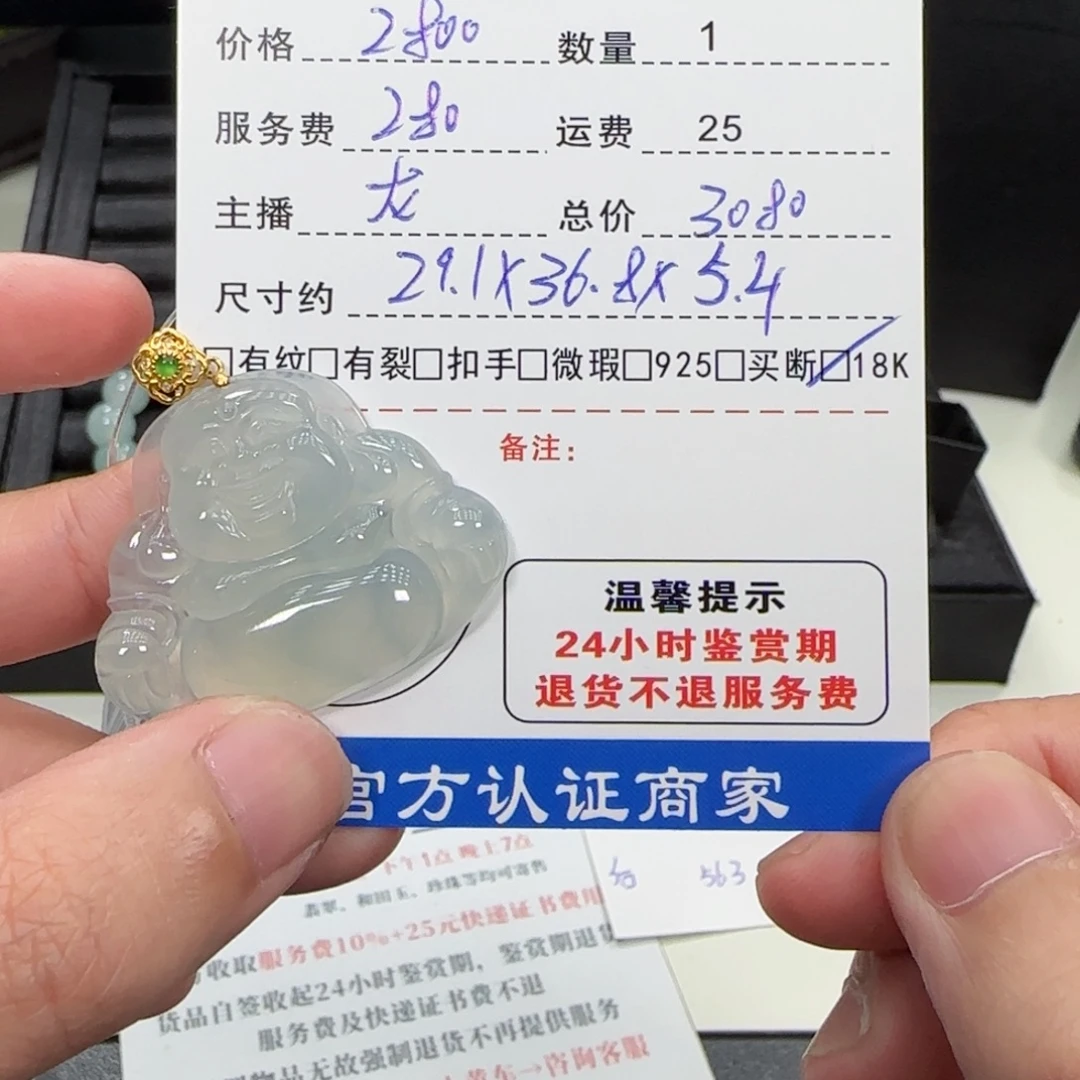 价格 2800 数量 1
服务费 280 运费 25
主播 龙 总价 3080
尺寸约 29.1X36.8X5.4
□有纹□有裂□扣手□微瑕□925□买断□18K
备注：
温馨提示
24小时鉴赏期
退货不退服务费
官方认证商家
下午1点 晚上7点
563
翡翠、和田玉、珍珠等均可寄售
收取服务费10%+25元快递证书费用
货品自签收起24小时鉴赏期，鉴赏期退货
服务费及快递证书费不退
物品无故强制退货不再提供服务
→咨询客服